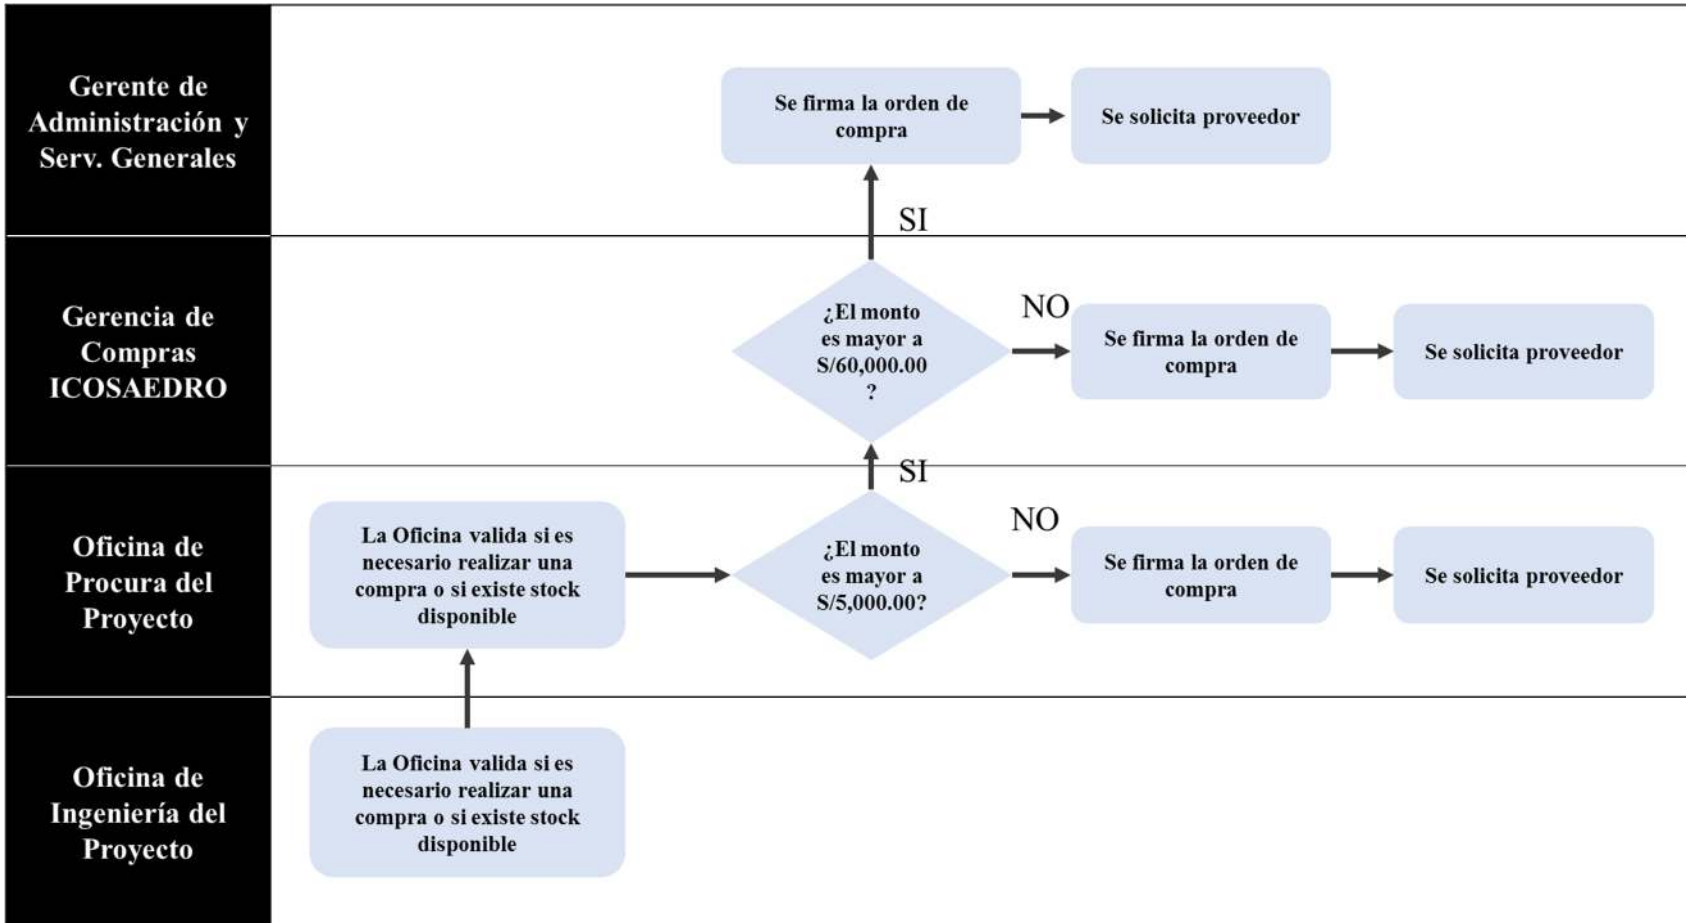 Gerente de
Administración y
Serv. Generales
Se firma la orden de
compra
Se solicita proveedor
SI
Gerencia de
Compras
ICOSAEDRO
¿El monto
es mayor a
S/60,000.00
?
NO
Se firma la orden de
compra
Se solicita proveedor
SI
Oficina de
Procura del
Proyecto
La Oficina valida si es
necesario realizar una
compra o si existe stock
disponible
¿El monto
es mayor a
S/5,000.00?
NO
Se firma la orden de
compra
Se solicita proveedor
Oficina de
Ingeniería del
Proyecto
La Oficina valida si es
necesario realizar una
compra o si existe stock
disponible